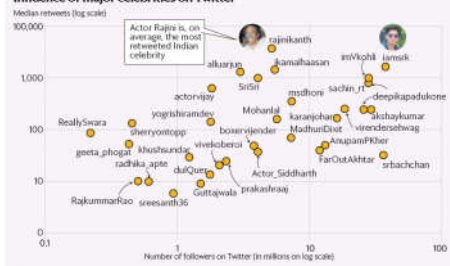 Influence of major celebrities on Twitter
Median retweets (log scale)
100,000
Actor Rajini is, on
average, the most
retweeted Indian
celebrity
rajinikanth
imVkohli
iamsrk
alluarjun
ikamalhaasan
1,000
SriSri
sachin_rt
deepikapadukone
actorvijay
msdhoni
yogrishiramdev
Mohanlal
karanjohar
akshaykumar
ReallySwara
100
virendersehwag
sherryontopp
boxervijender
MadhuriDixit
AnupamPKher
geeta_phogat
khushsundar
vivekoberoi
FarOutAkhtar
radhika_apte
dulQuer
Actor_Siddharth
srbachchan
10
prakashraaj
Guttajwala
RajkummarRao
sreesanth36
0
0.1
1
10
100
Number of followers on Twitter (in millions on log scale)